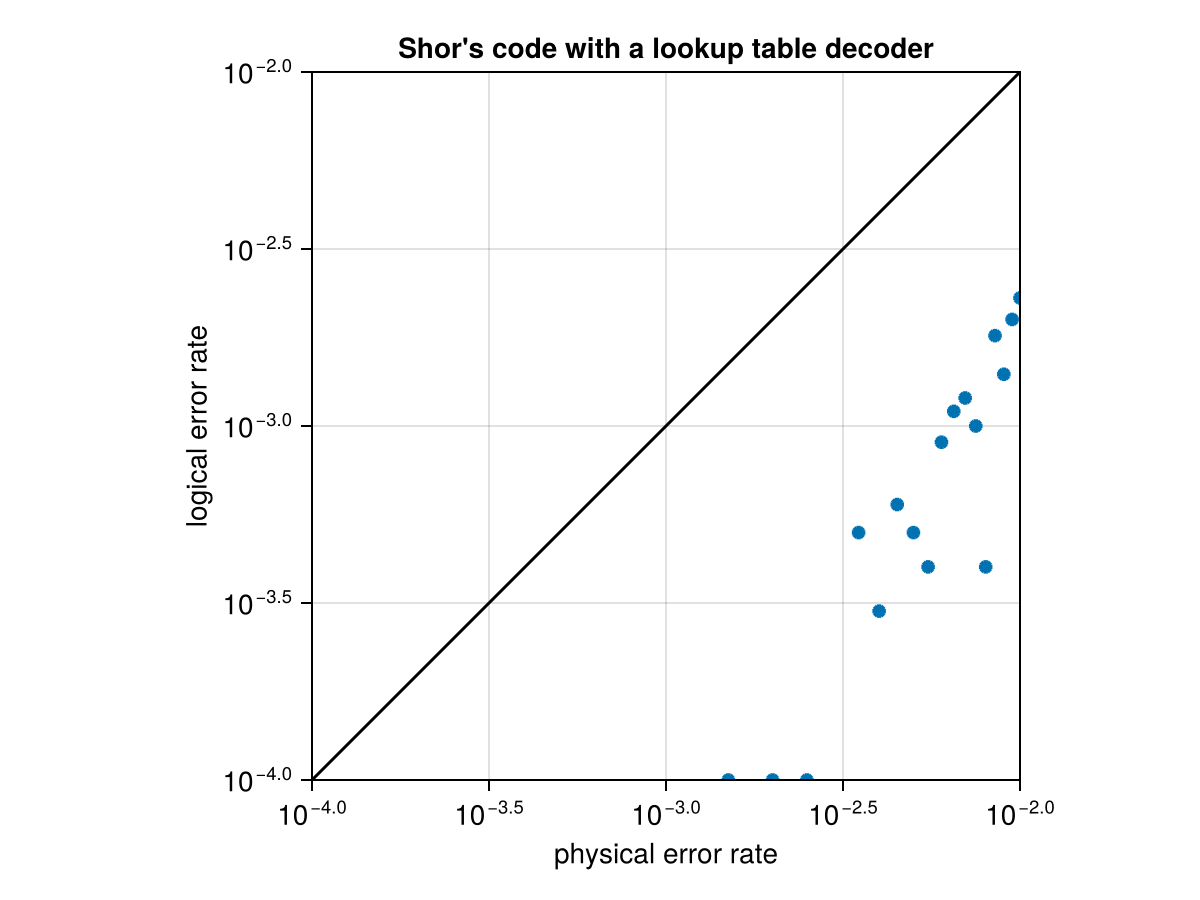 Shor's code with a lookup table decoder
10⁻²·⁰
10⁻²·⁵
10⁻³·⁰
10⁻³·⁵
10⁻⁴·⁰
logical error rate
10⁻⁴·⁰ 10⁻³·⁵ 10⁻³·⁰ 10⁻²·⁵ 10⁻²·⁰
physical error rate